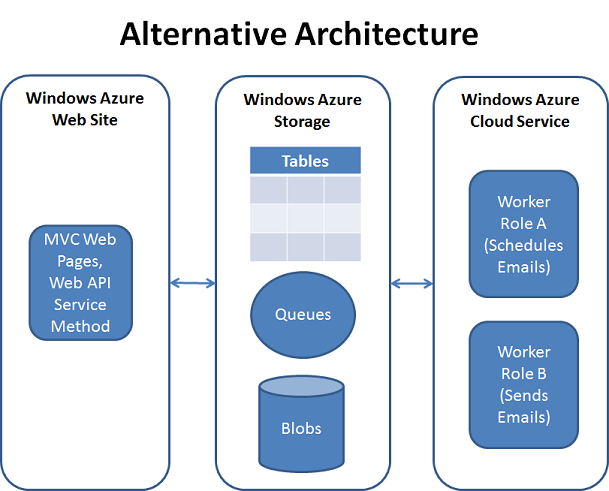 Alternative Architecture
Windows Azure
Web Site
MVC Web
Pages,
Web API
Service
Method
Windows Azure
Storage
Tables
Queues
Blobs
Windows Azure
Cloud Service
Worker
Role A
(Schedules
Emails)
Worker
Role B
(Sends
Emails)